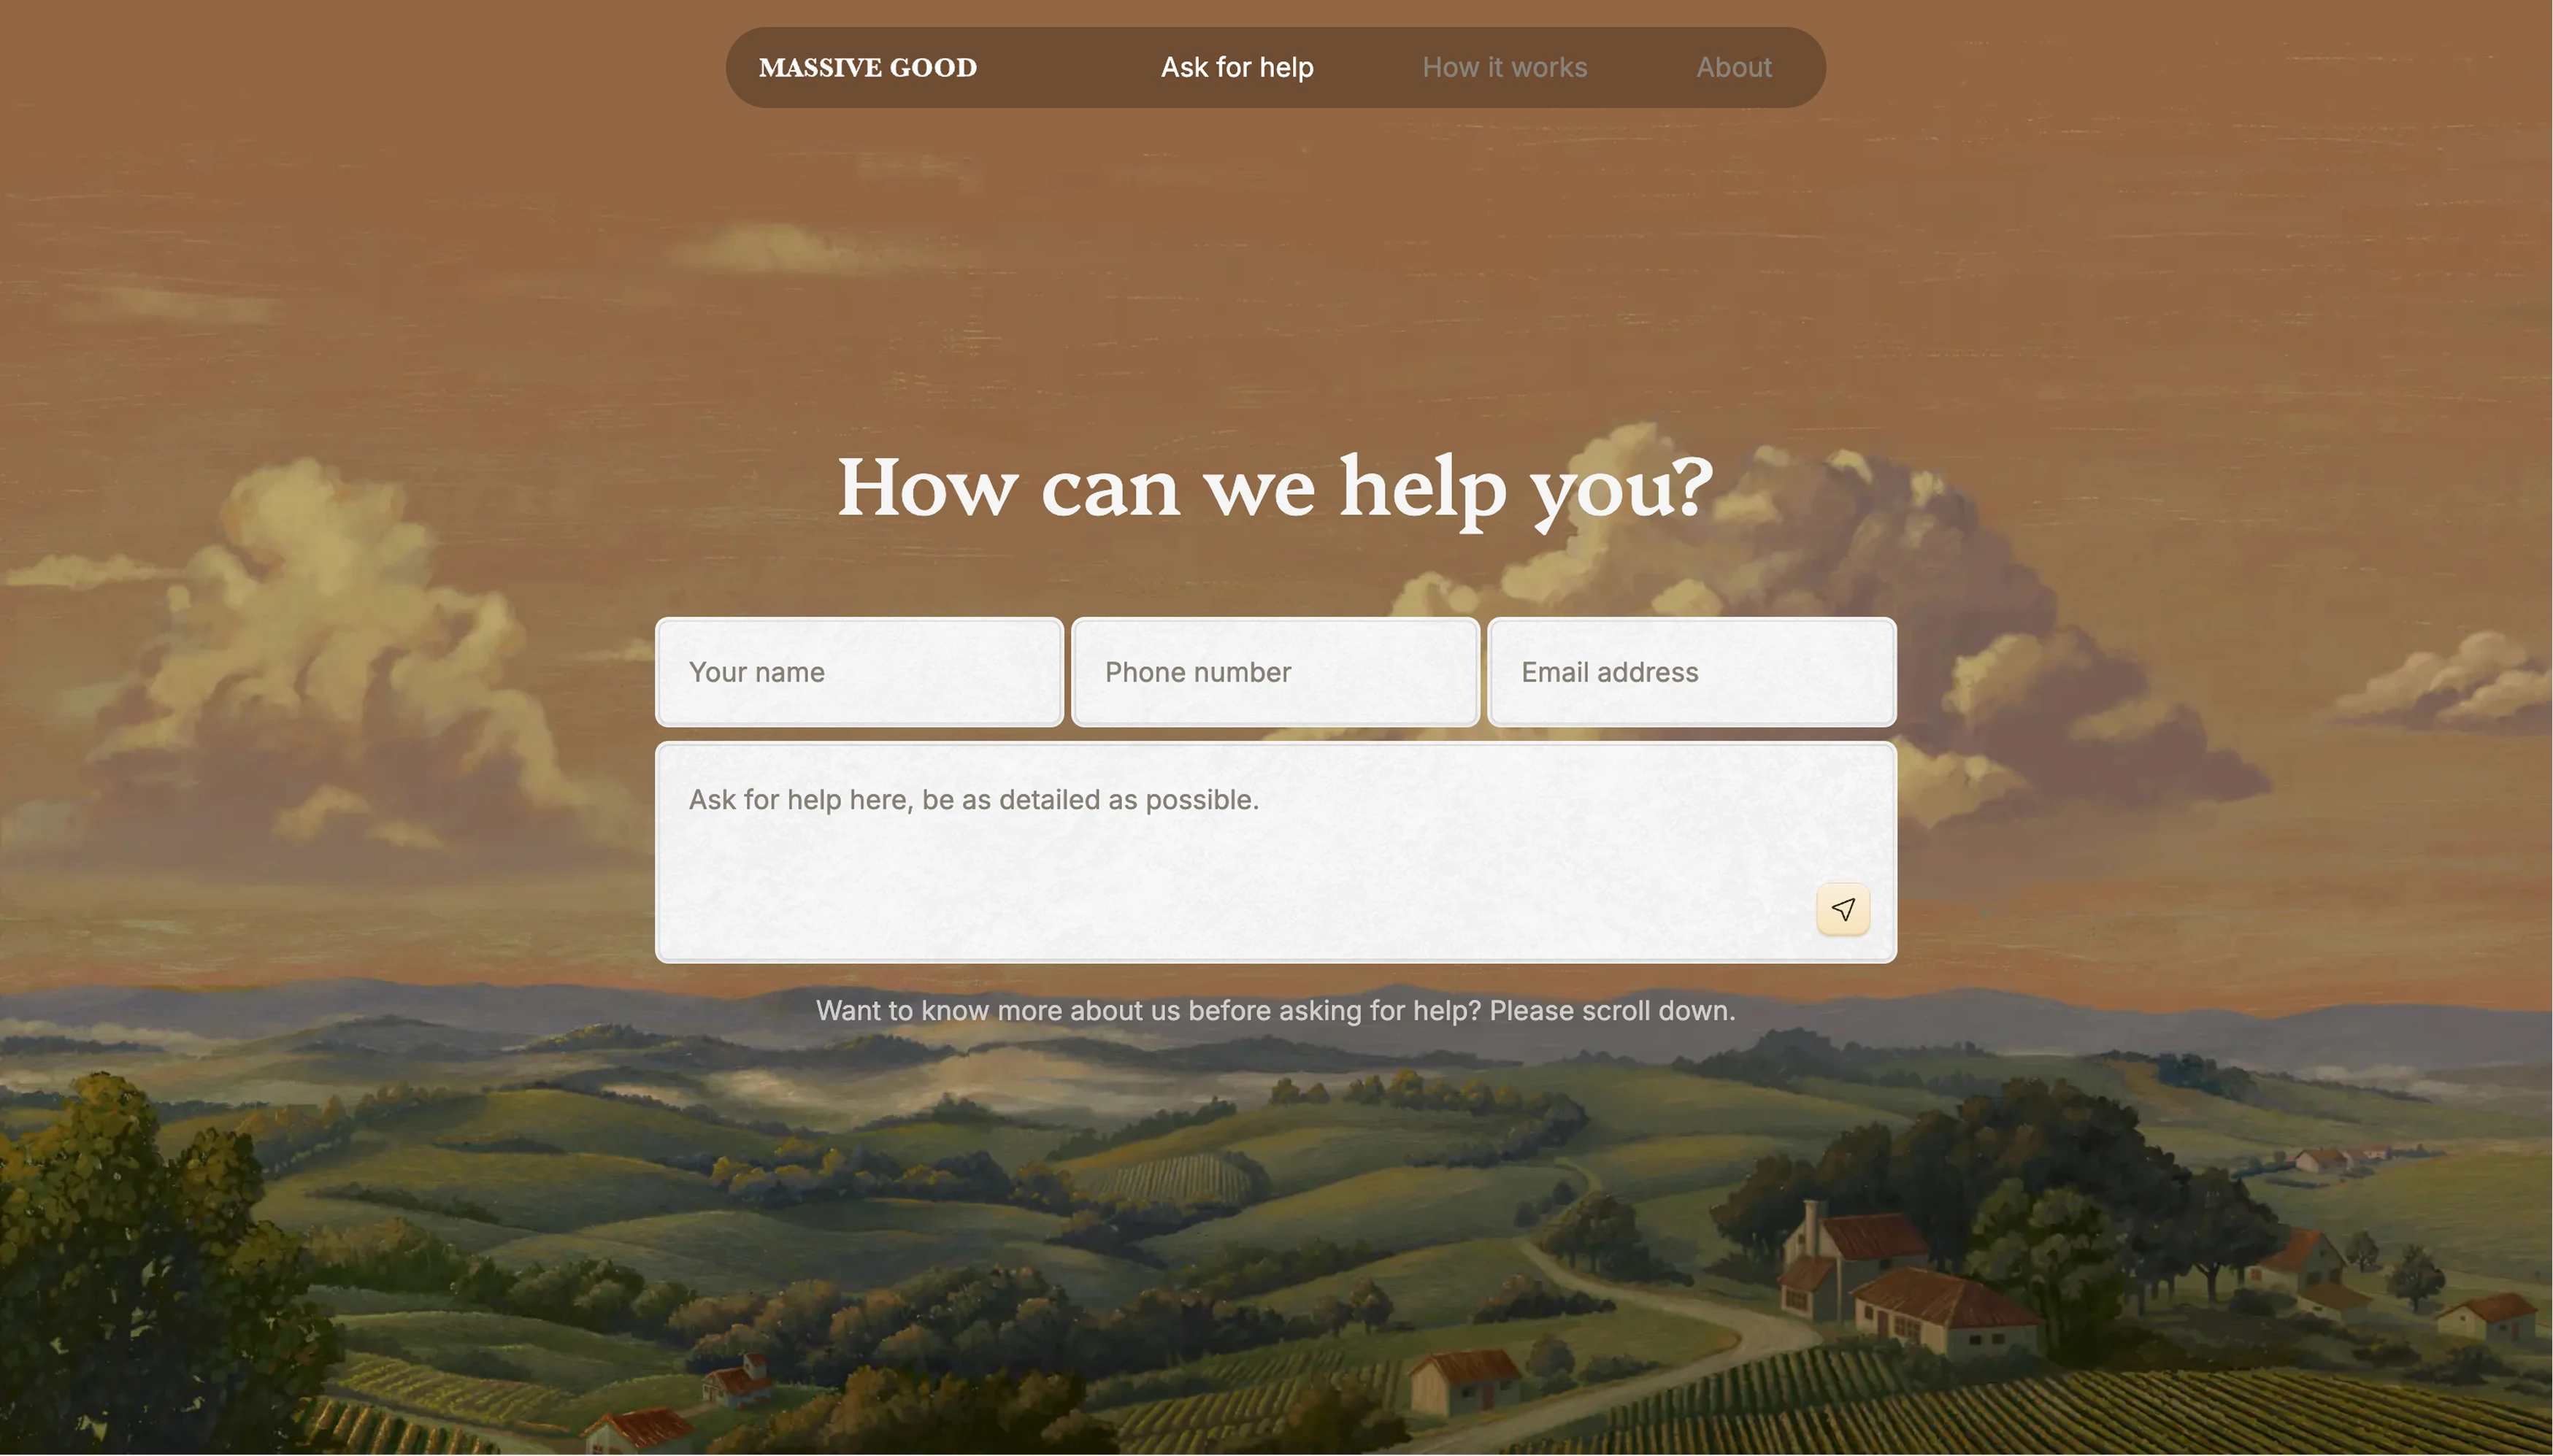 MASSIVE GOOD
Ask for help
How it works
About
How can we help you?
Your name
Phone number
Email address
Ask for help here, be as detailed as possible.
Want to know more about us before asking for help? Please scroll down.